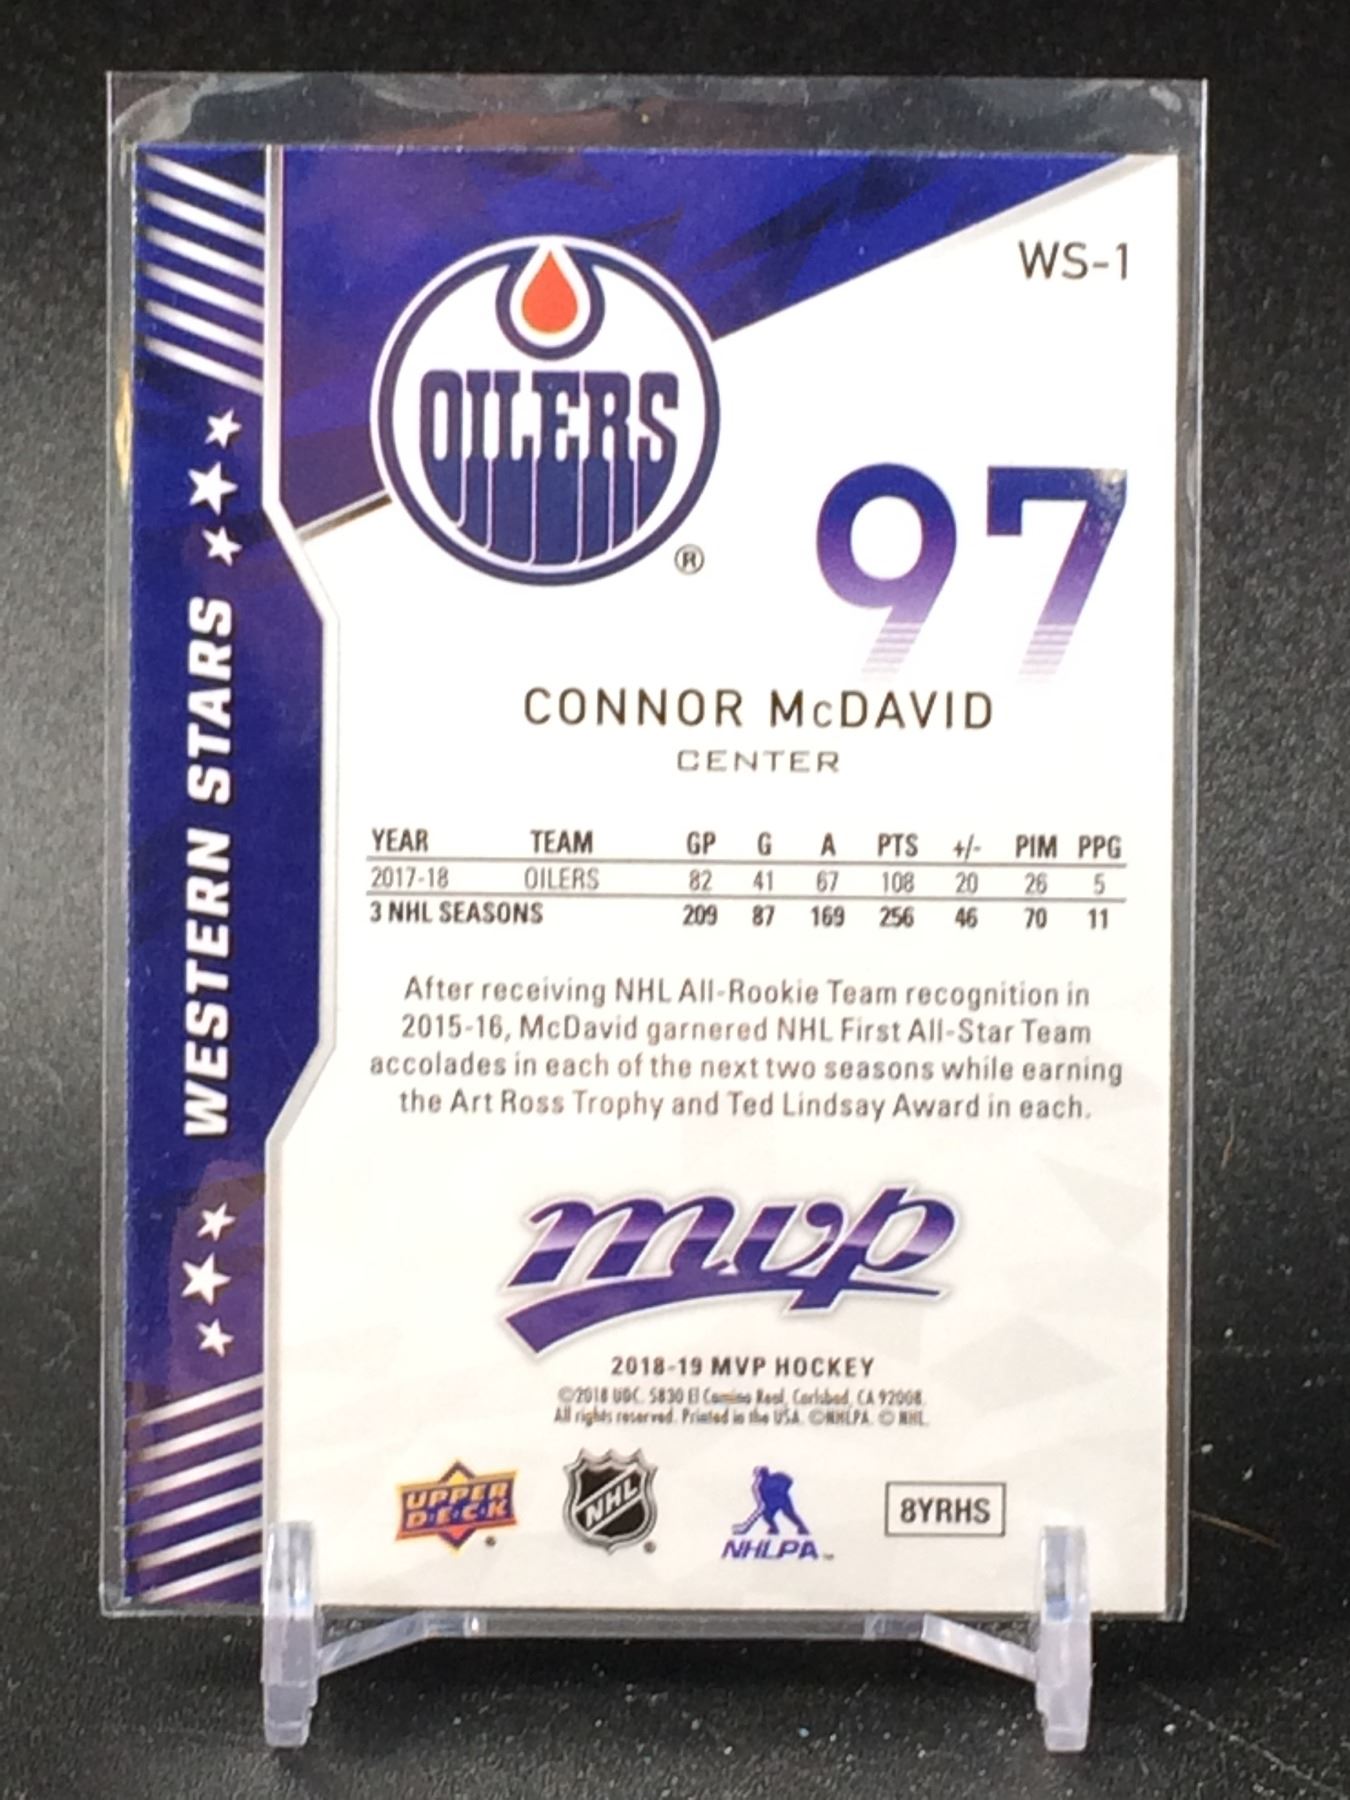 WS-1
OILERS
®
97
WESTERN STARS
CONNOR McDAVID
CENTER
YEAR TEAM GP G A PTS +/- PIM PPG
2017-18 OILERS 82 41 67 108 20 26 5
3 NHL SEASONS 209 87 169 256 46 70 11
After receiving NHL All-Rookie Team recognition in
2015-16, McDavid garnered NHL First All-Star Team
accolades in each of the next two seasons while earning
the Art Ross Trophy and Ted Lindsay Award in each.
mvp
2018-19 MVP HOCKEY
©2018 UDC. 5830 El Camino Real, Carlsbad, CA 92008.
All rights reserved. Printed in the USA. ©NHLPA. © NHL.
UPPER
DECK
NHL
NHLPA
8YRHS